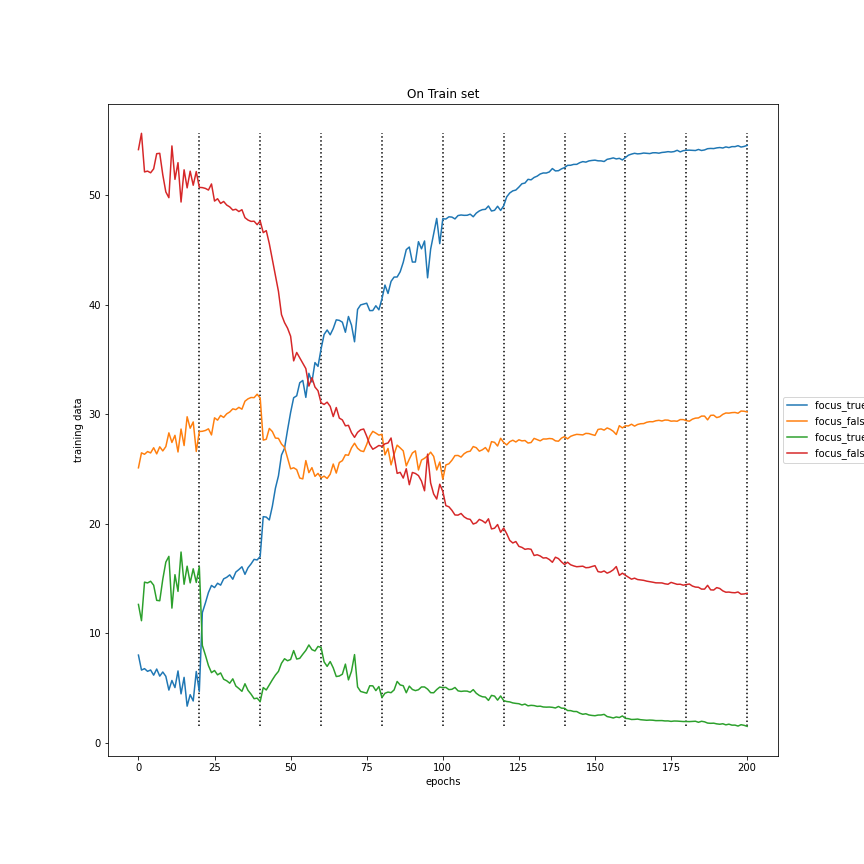 On Train set
training data
50
40
30
20
10
0
0 25 50 75 100 125 150 175 200
epochs
focus_true
focus_fals
focus_true
focus_fals